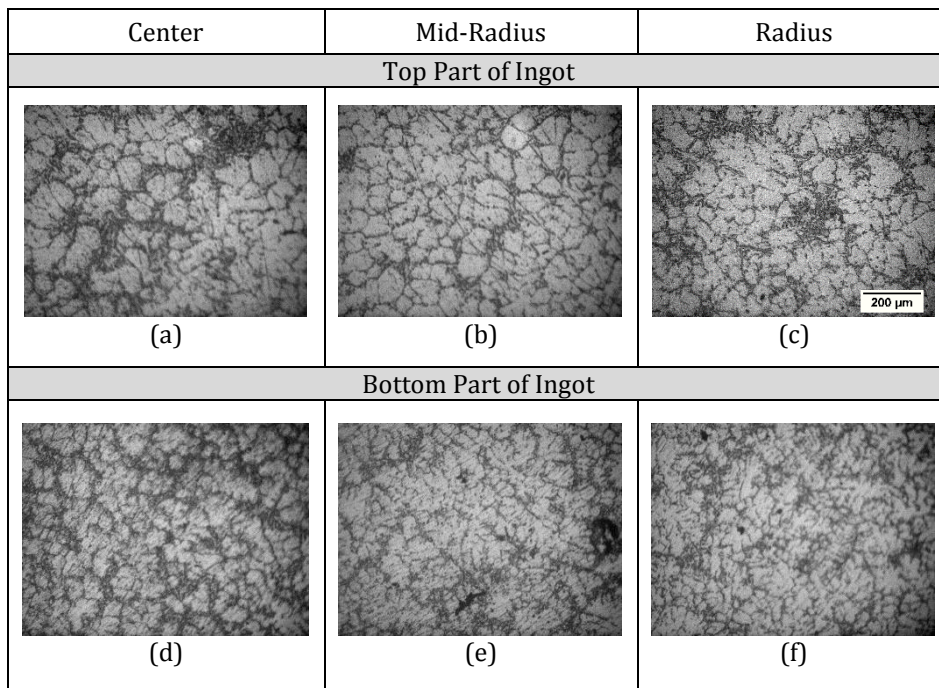 Center Mid-Radius Radius
Top Part of Ingot
200 µm
(a) (b) (c)
Bottom Part of Ingot
(d) (e) (f)